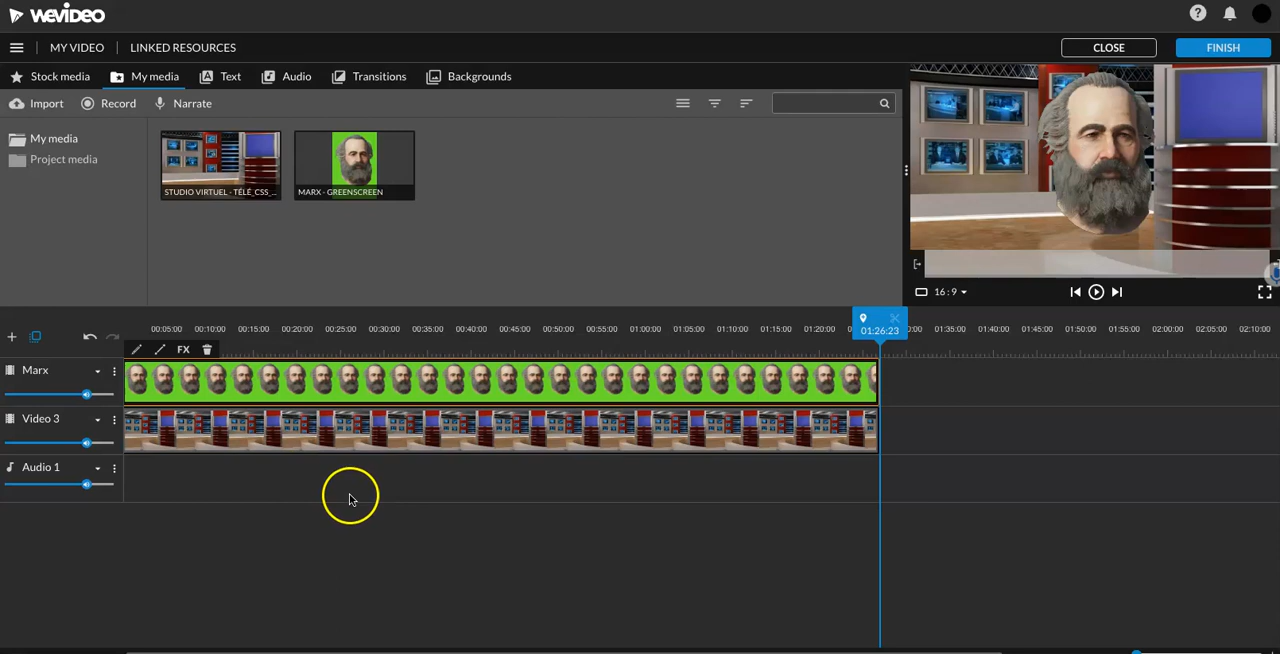 WEVIDEO
MY VIDEO LINKED RESOURCES CLOSE FINISH
Stock media My media Text Audio Transitions Backgrounds
Import Record Narrate
My media
Project media
STUDIO VIRTUEL - TÉLÉ_CSS_... MARX - GREENSCREEN
16:9
00:05:00 00:10:00 00:15:00 00:20:00 00:25:00 00:30:00 00:35:00 00:40:00 00:45:00 00:50:00 00:55:00 01:00:00 01:05:00 01:10:00 01:15:00 01:20:00 01:26:23 01:35:00 01:40:00 01:45:00 01:50:00 01:55:00 02:00:00 02:05:00 02:10:00
FX
Marx
Video 3
Audio 1